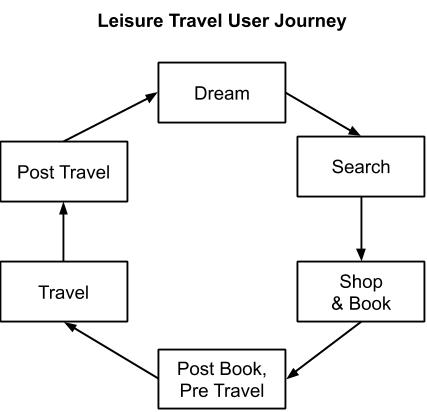 Leisure Travel User Journey
Dream
Search
Shop
& Book
Post Book,
Pre Travel
Travel
Post Travel